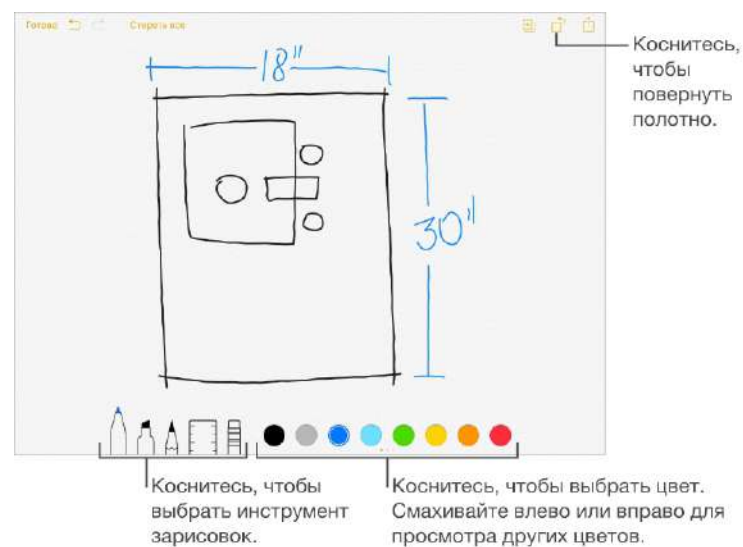 Готово
Стереть все
18"
30"
Коснитесь,
чтобы
повернуть
полотно.
Коснитесь, чтобы
выбрать инструмент
зарисовок.
Коснитесь, чтобы выбрать цвет.
Смахивайте влево или вправо для
просмотра других цветов.